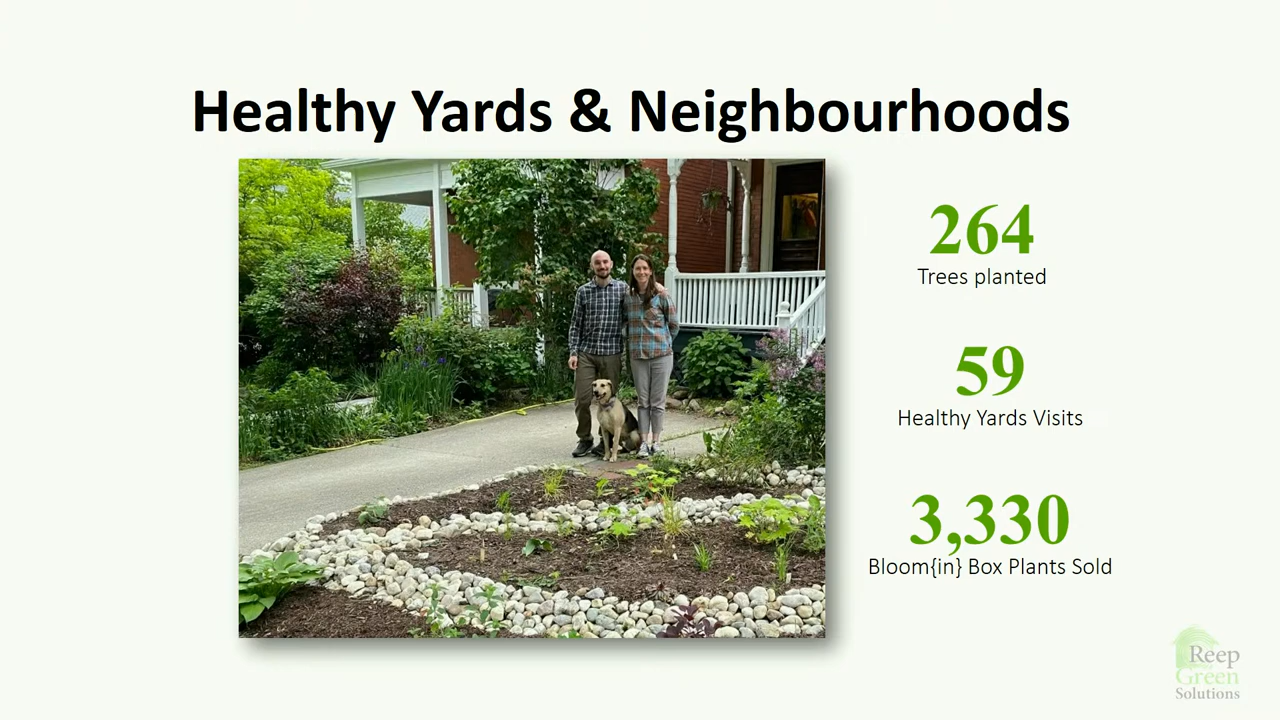 Healthy Yards & Neighbourhoods
264
Trees planted
59
Healthy Yards Visits
3,330
Bloom{in} Box Plants Sold
Reep
Green
Solutions